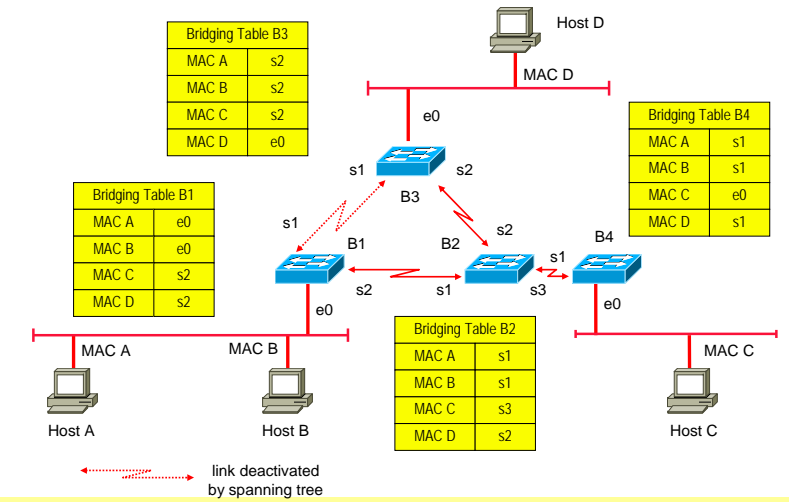 Host D
Bridging Table B3
MAC A s2
MAC B s2
MAC C s2
MAC D e0
MAC D
e0
Bridging Table B4
MAC A s1
MAC B s1
MAC C e0
MAC D s1
s1
s2
B3
Bridging Table B1
MAC A e0
MAC B e0
MAC C s2
MAC D s2
s1
s2
B1
B2
B4
s1
s2
s1
s3
e0
e0
MAC A
MAC B
MAC C
Bridging Table B2
MAC A s1
MAC B s1
MAC C s3
MAC D s2
Host A
Host B
Host C
link deactivated
by spanning tree